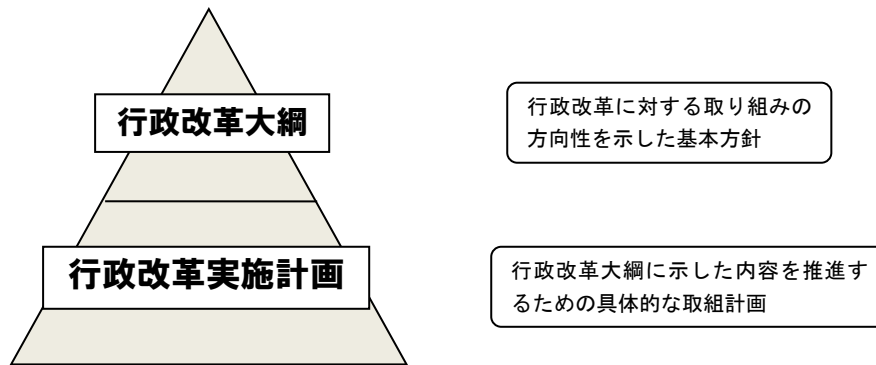 行政改革大綱
行政改革に対する取り組みの
方向性を示した基本方針
行政改革実施計画
行政改革大綱に示した内容を推進す
るための具体的な取組計画